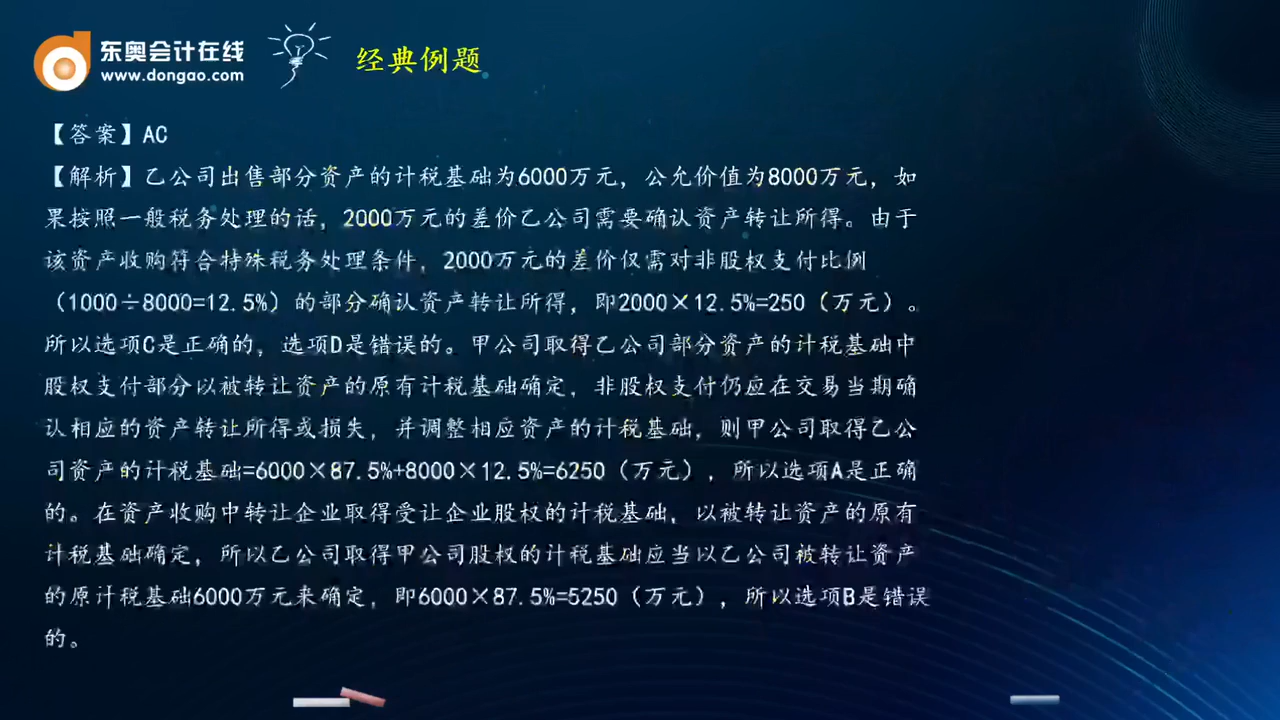 东奥会计在线
www.dongao.com
经典例题
【答案】AC
【解析】乙公司出售部分资产的计税基础为6000万元，公允价值为8000万元，如
果按照一般税务处理的话，2000万元的差价乙公司需要确认资产转让所得。由于
该资产收购符合特殊税务处理条件，2000万元的差价仅需对非股权支付比例
（1000÷8000=12.5%）的部分确认资产转让所得，即2000×12.5%=250（万元）。
所以选项C是正确的，选项D是错误的。甲公司取得乙公司部分资产的计税基础中
股权支付部分以被转让资产的原有计税基础确定，非股权支付仍应在交易当期确
认相应的资产转让所得或损失，并调整相应资产的计税基础，则甲公司取得乙公
司资产的计税基础=6000×87.5%+8000×12.5%=6250（万元），所以选项A是正确
的。在资产收购中转让企业取得受让企业股权的计税基础，以被转让资产的原有
计税基础确定，所以乙公司取得甲公司股权的计税基础应当以乙公司被转让资产
的原计税基础6000万元来确定，即6000×87.5%=5250（万元），所以选项B是错误
的。